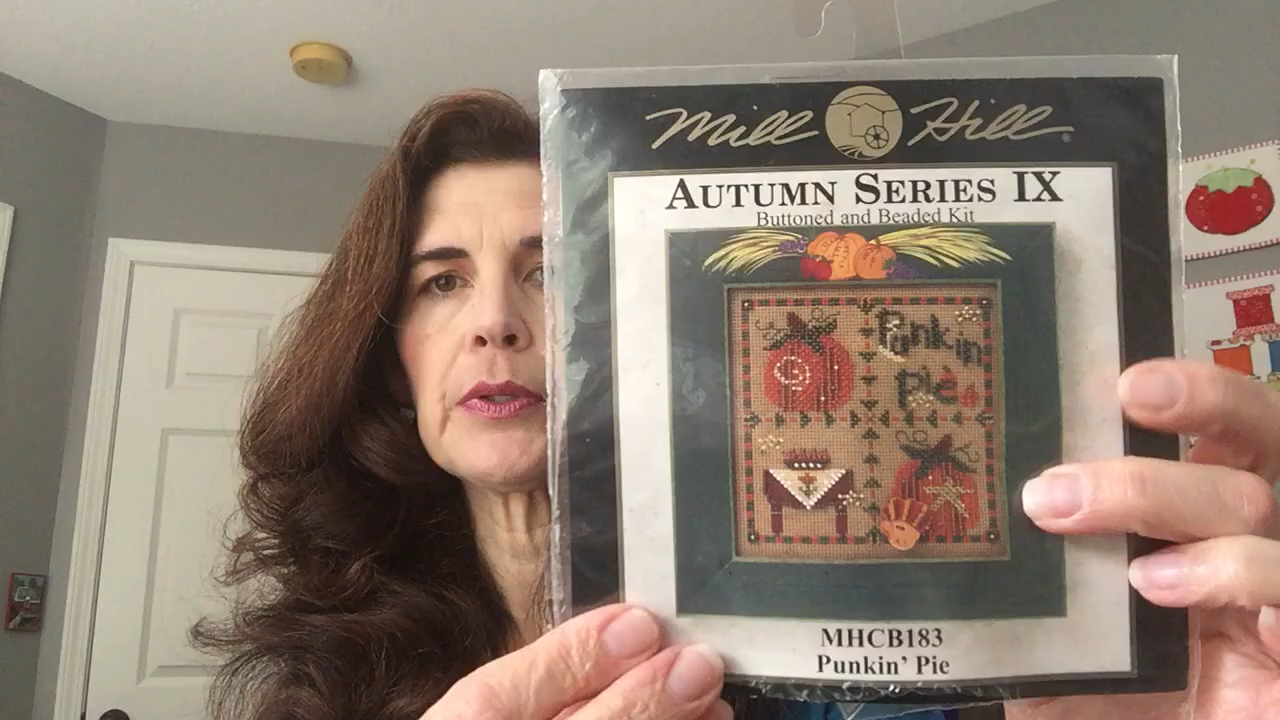 Mill Hill®
AUTUMN SERIES IX
Buttoned and Beaded Kit
Punkin
Pie
MHCB183
Punkin' Pie